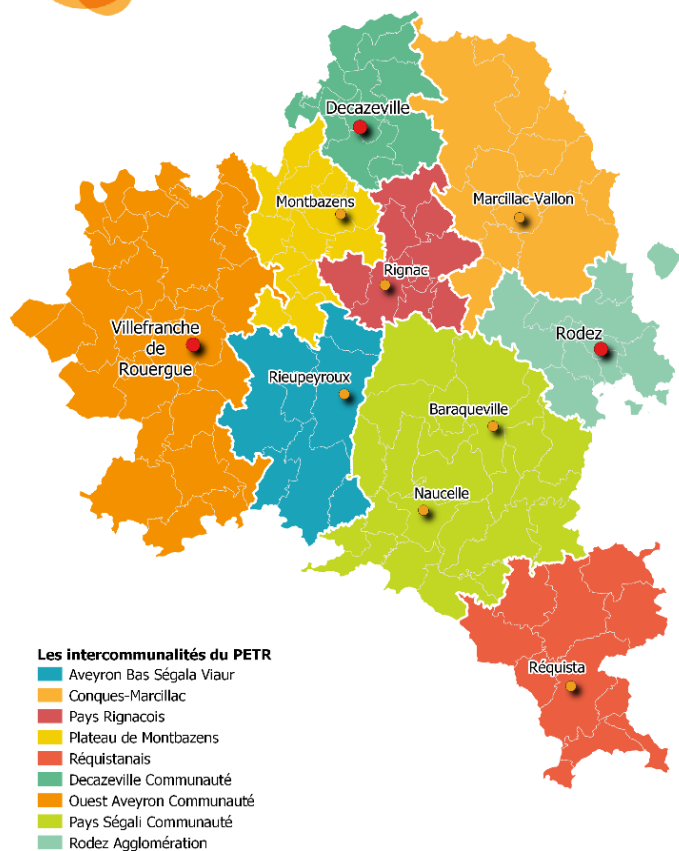 Decazeville
Montbazens
Marcillac-Vallon
Rignac
Villefranche
de
Rouergue
Rodez
Rieupeyroux
Baraqueville
Naucelle
Réquista
Les intercommunalités du PETR
Aveyron Bas Ségala Viaur
Conques-Marcillac
Pays Rignacois
Plateau de Montbazens
Réquistanais
Decazeville Communauté
Ouest Aveyron Communauté
Pays Ségali Communauté
Rodez Agglomération